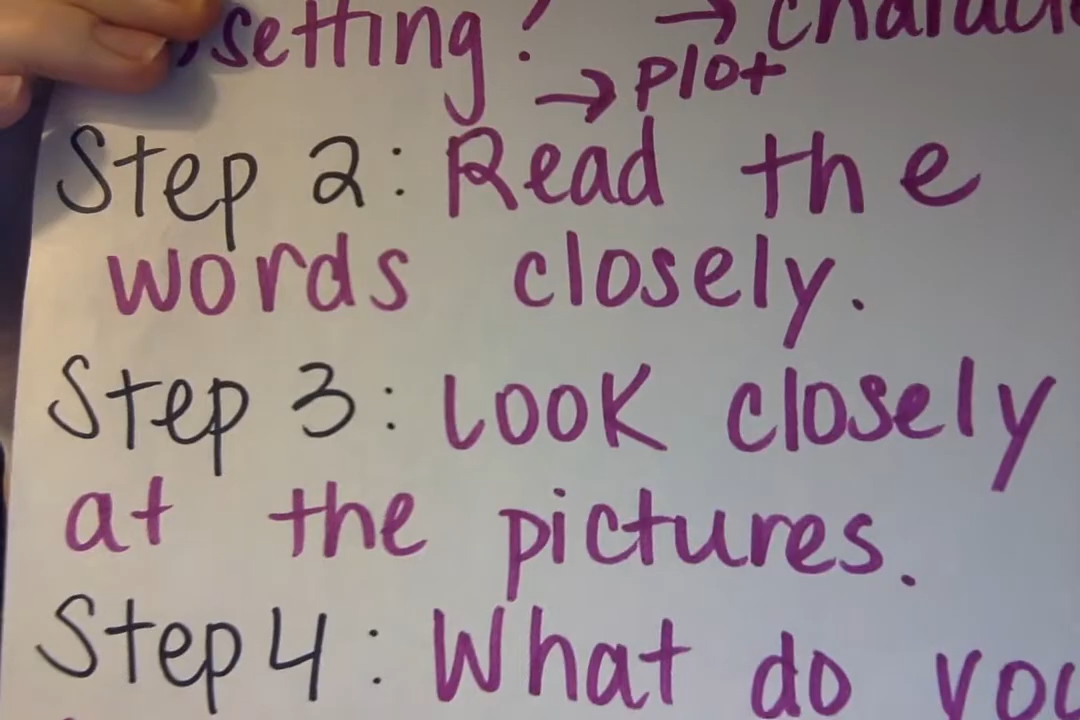 setting? →
→ plot
Step 2: Read the
words closely.
Step 3: Look closely
at the pictures.
Step 4: What do you